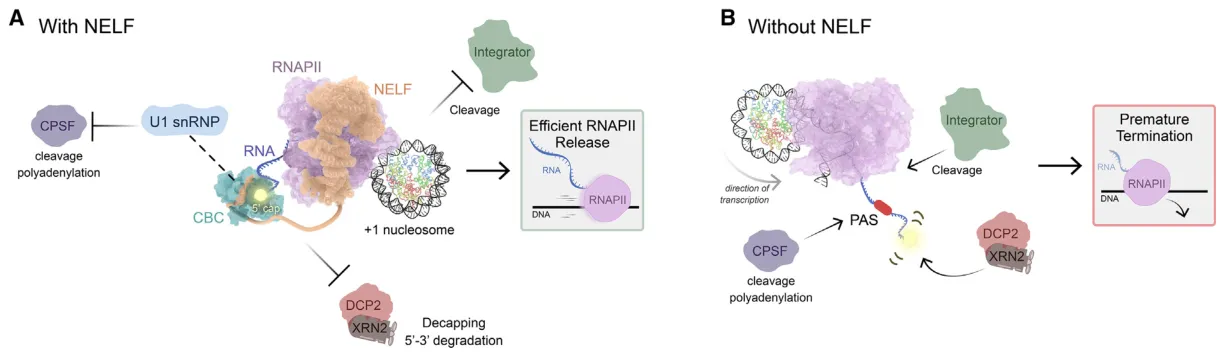 A
With NELF
Integrator
RNAPII
NELF
Cleavage
CPSF
U1 snRNP
cleavage
polyadenylation
RNA
5' cap
CBC
+1 nucleosome
Efficient RNAPII
Release
RNA
RNAPII
DNA
DCP2
XRN2
Decapping
5'-3' degradation
B
Without NELF
Integrator
Cleavage
direction of
transcription
PAS
CPSF
cleavage
polyadenylation
DCP2
XRN2
Premature
Termination
RNA
RNAPII
DNA